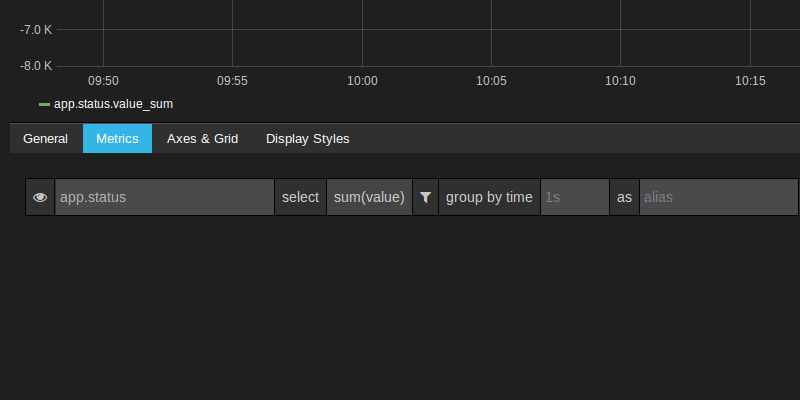 -7.0 K
-8.0 K
09:50 09:55 10:00 10:05 10:10 10:15
app.status.value_sum
General Metrics Axes & Grid Display Styles
app.status select sum(value) group by time 1s as alias